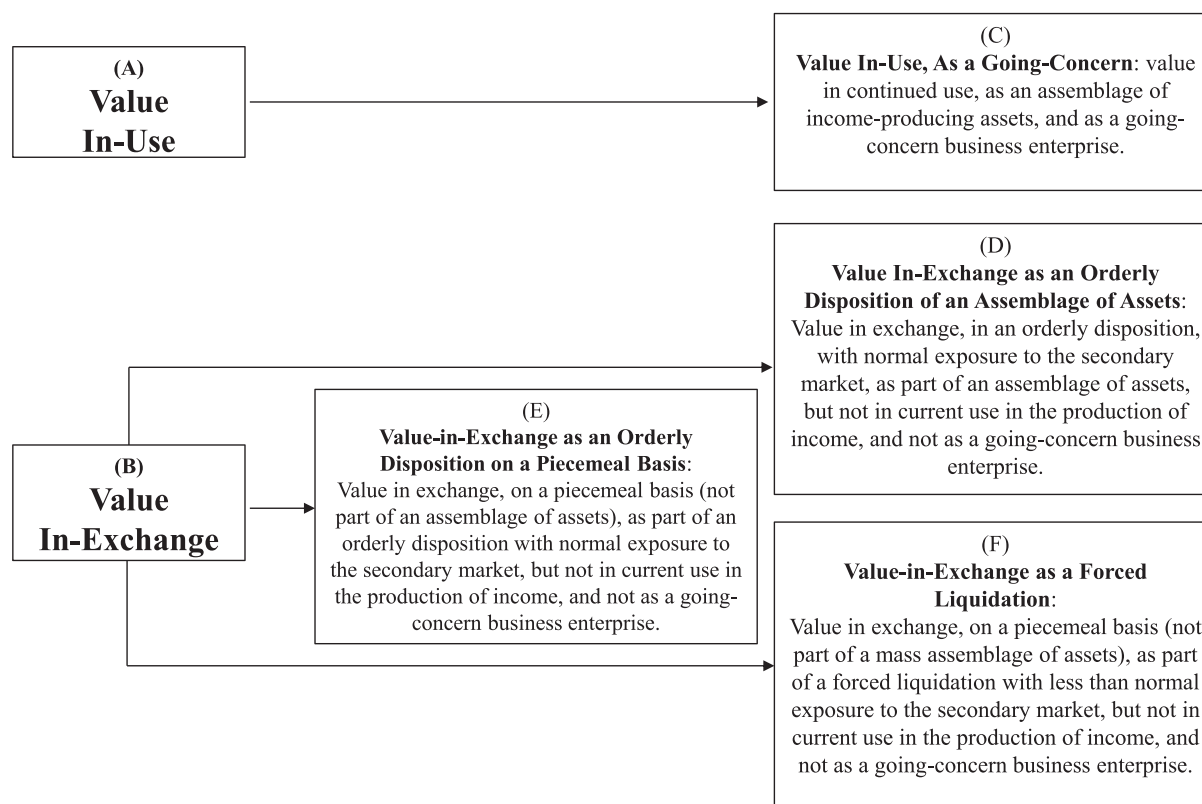 (A)
Value
In-Use
(C)
Value In-Use, As a Going-Concern: value
in continued use, as an assemblage of
income-producing assets, and as a going-
concern business enterprise.
(D)
Value In-Exchange as an Orderly
Disposition of an Assemblage of Assets:
Value in exchange, in an orderly disposition,
with normal exposure to the secondary
market, as part of an assemblage of assets,
but not in current use in the production of
income, and not as a going-concern business
enterprise.
(B)
Value
In-Exchange
(E)
Value-in-Exchange as an Orderly
Disposition on a Piecemeal Basis:
Value in exchange, on a piecemeal basis (not
part of an assemblage of assets), as part of an
orderly disposition with normal exposure to
the secondary market, but not in current use in
the production of income, and not as a going-
concern business enterprise.
(F)
Value-in-Exchange as a Forced
Liquidation:
Value in exchange, on a piecemeal basis (not
part of a mass assemblage of assets), as part
of a forced liquidation with less than normal
exposure to the secondary market, but not in
current use in the production of income, and
not as a going-concern business enterprise.